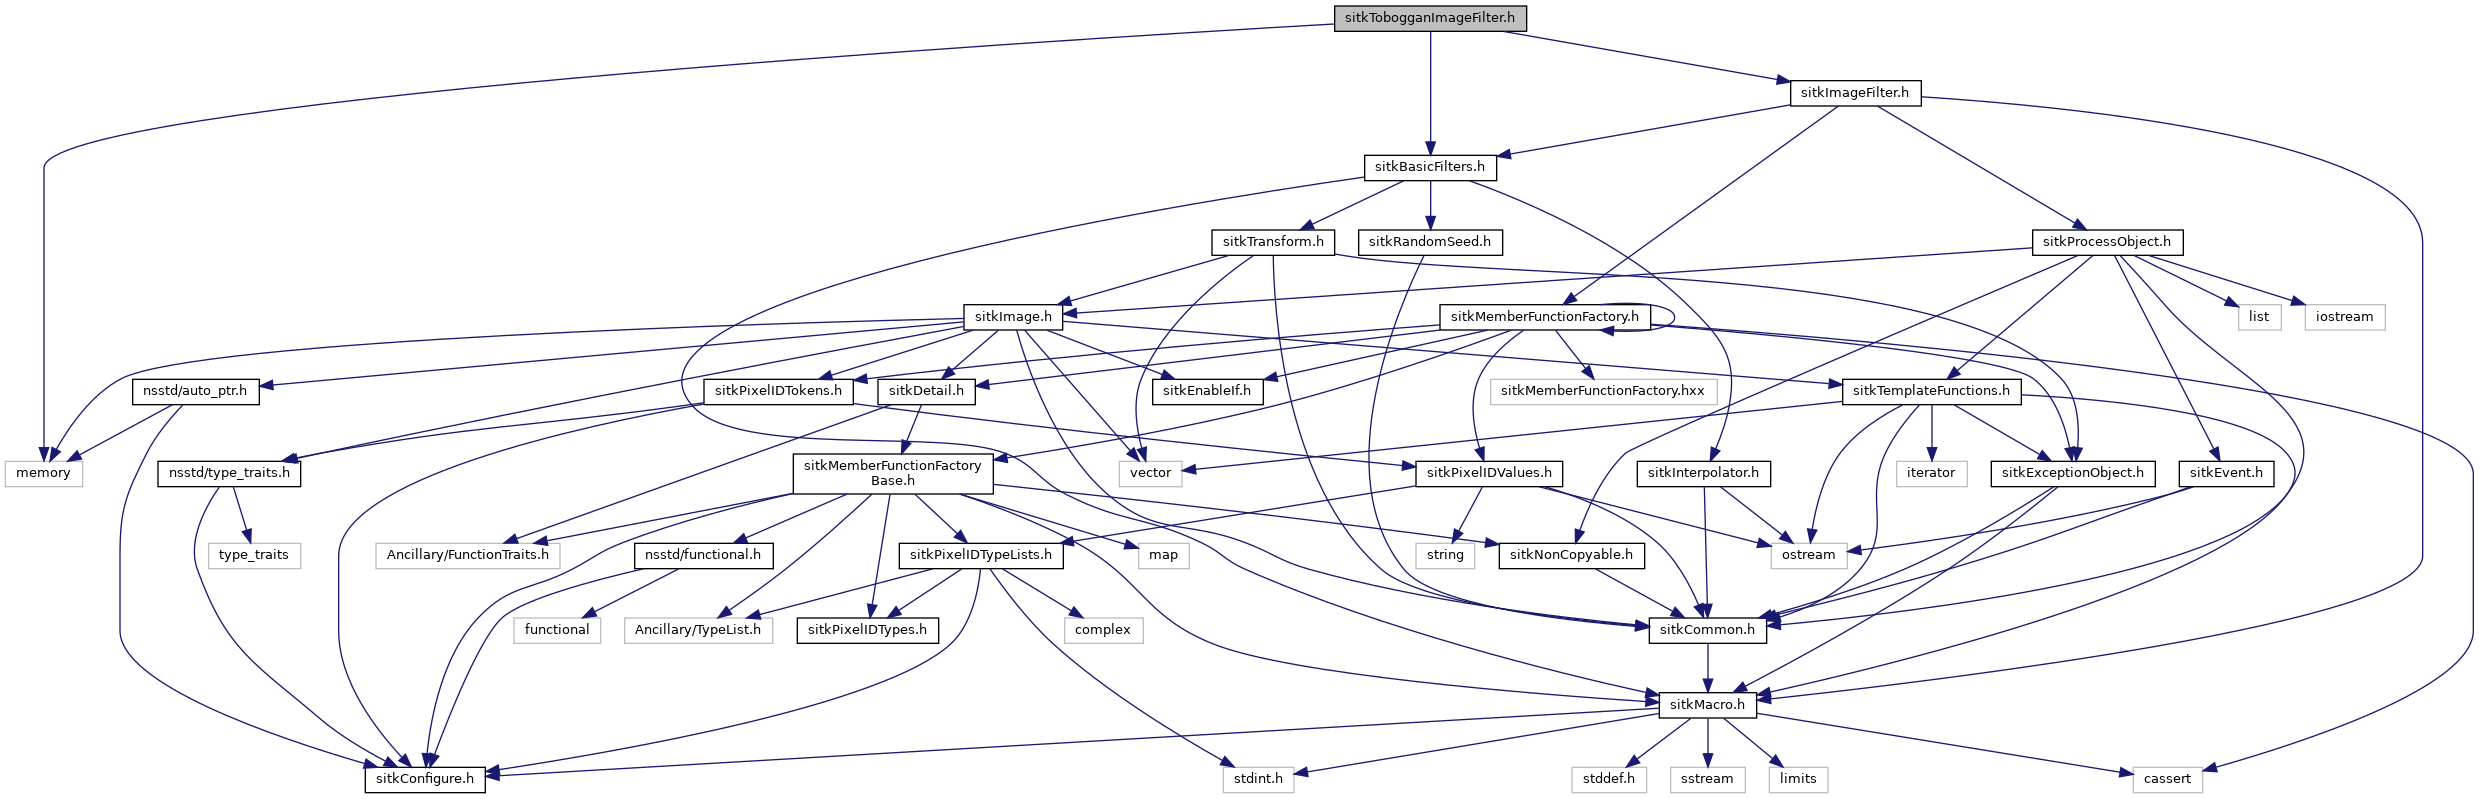 sitkTobogganImageFilter.h
sitkImageFilter.h
sitkBasicFilters.h
sitkTransform.h
sitkRandomSeed.h
sitkProcessObject.h
sitkImage.h
sitkMemberFunctionFactory.h
list
iostream
nsstd/auto_ptr.h
sitkPixelIDTokens.h
sitkDetail.h
sitkEnableIf.h
sitkMemberFunctionFactory.hxx
sitkTemplateFunctions.h
memory
nsstd/type_traits.h
sitkMemberFunctionFactory
Base.h
vector
sitkPixelIDValues.h
sitkInterpolator.h
iterator
sitkExceptionObject.h
sitkEvent.h
type_traits
Ancillary/FunctionTraits.h
nsstd/functional.h
sitkPixelIDTypeLists.h
map
string
sitkNonCopyable.h
ostream
functional
Ancillary/TypeList.h
sitkPixelIDTypes.h
complex
sitkCommon.h
sitkMacro.h
sitkConfigure.h
stdint.h
stddef.h
sstream
limits
cassert